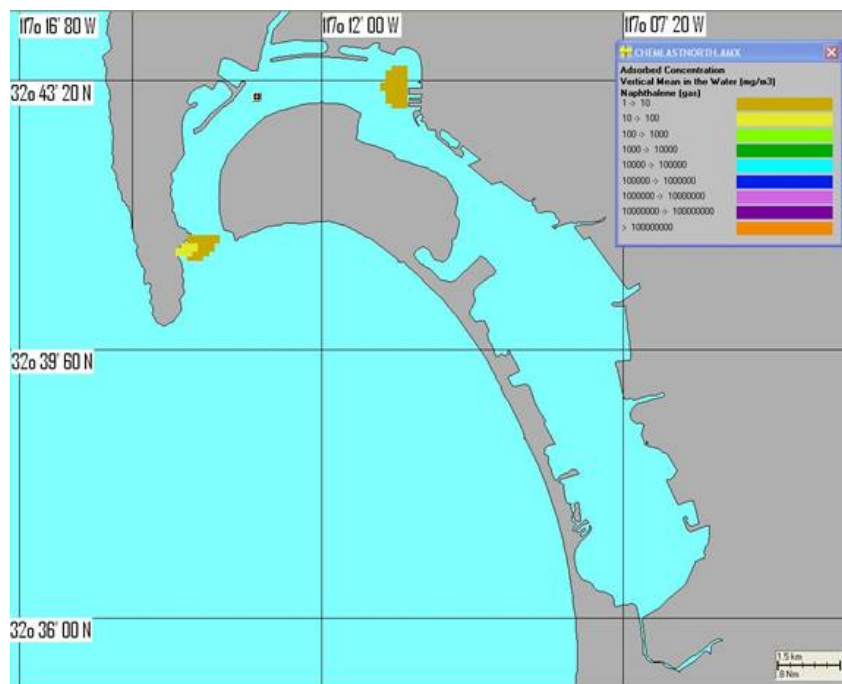 117o 16' 80 W
117o 12' 00 W
117o 07' 20 W
32o 43' 20 N
32o 39' 60 N
32o 36' 00 N
CHEMLASTNORTH.AMX
Adsorbed Concentration
Vertical Mean in the Water (mg/m3)
Naphthalene (gas)
1 -> 10
10 -> 100
100 -> 1000
1000 -> 10000
10000 -> 100000
100000 -> 1000000
1000000 -> 10000000
10000000 -> 100000000
> 100000000
1.5 km
.8 Nm